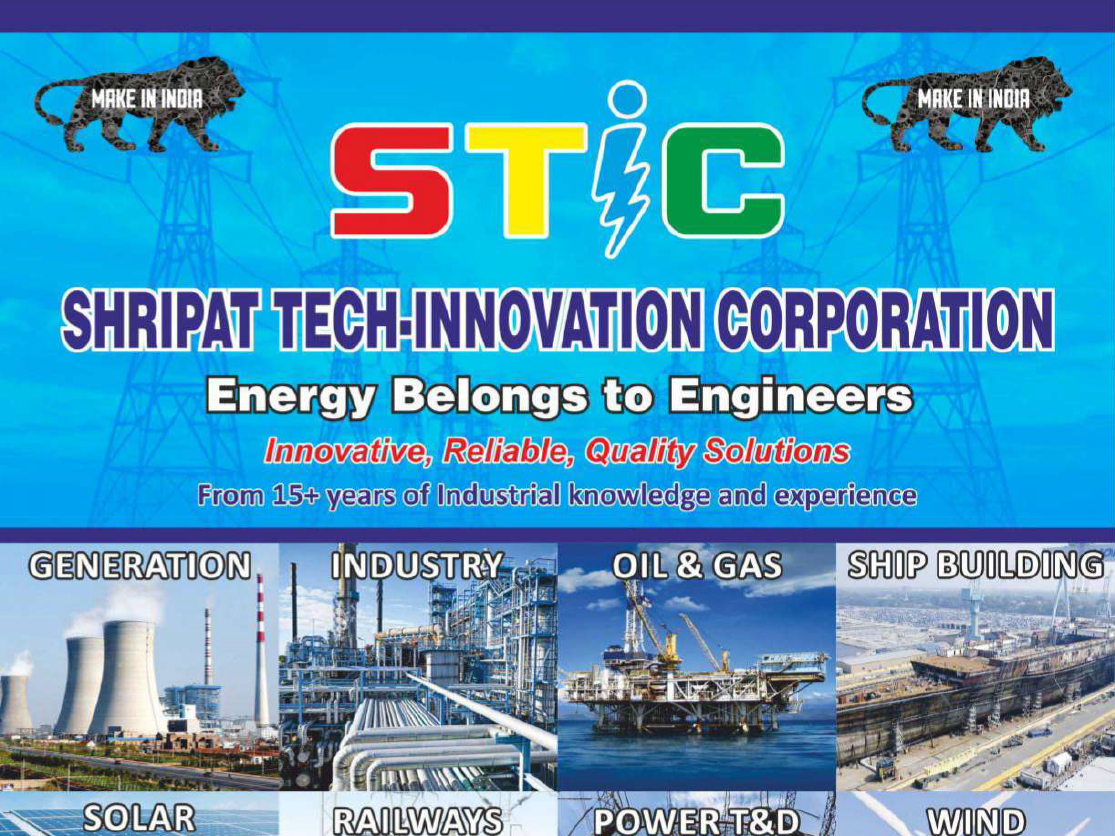 MAKE IN INDIA
MAKE IN INDIA
STiC
SHRIPAT TECH-INNOVATION CORPORATION
Energy Belongs to Engineers
Innovative, Reliable, Quality Solutions
From 15+ years of Industrial knowledge and experience
GENERATION
INDUSTRY
OIL & GAS
SHIP BUILDING
SOLAR
RAILWAYS
POWER T&D
WIND